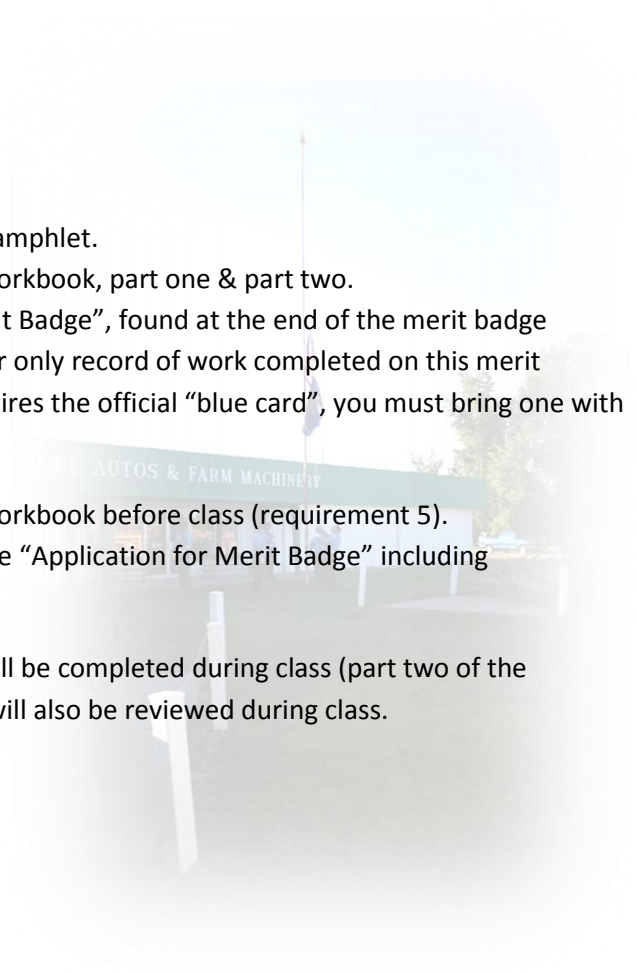 amphlet.
orkbook, part one & part two.
t Badge”, found at the end of the merit badge
r only record of work completed on this merit
ires the official “blue card”, you must bring one with
AUTOS & FARM MACHINERY
orkbook before class (requirement 5).
e “Application for Merit Badge” including
ll be completed during class (part two of the
will also be reviewed during class.